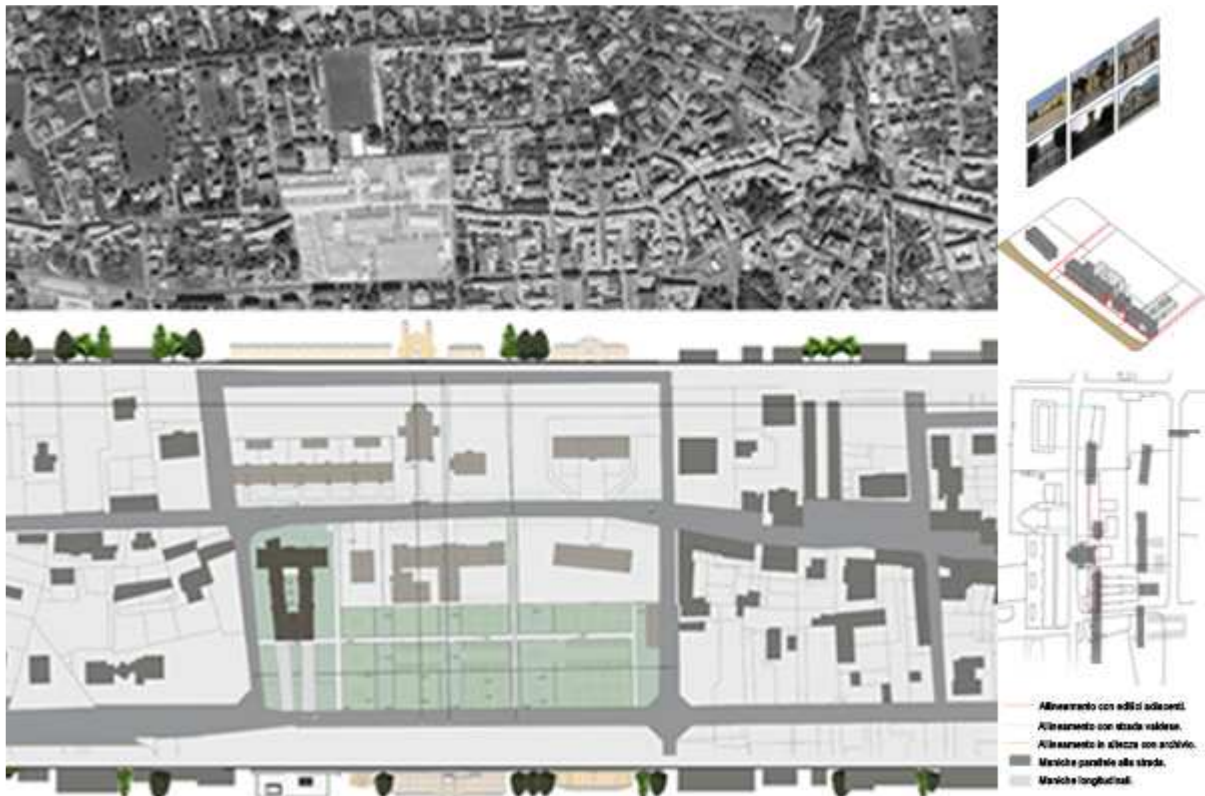 Allineamento con edifici adiacenti.
Allineamento con strada valdese.
Allineamento in altezza con archivio.
Maniche parallele alla strada.
Maniche longitudinali.